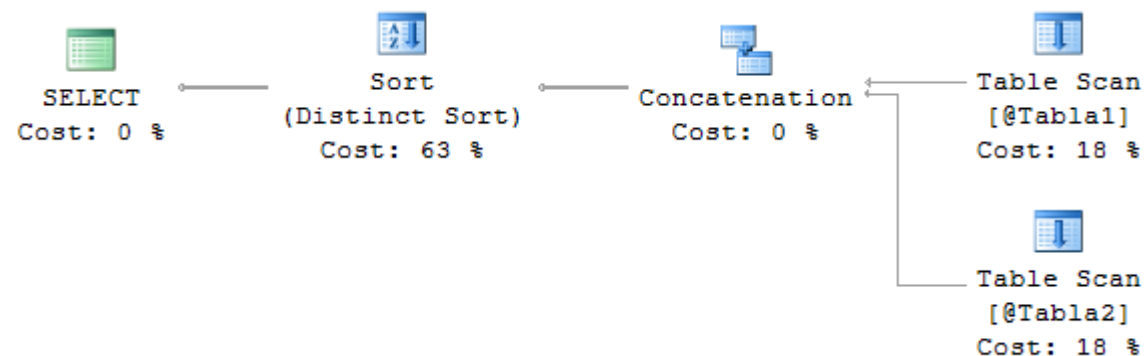 SELECT
Cost: 0 %
Sort
(Distinct Sort)
Cost: 63 %
Concatenation
Cost: 0 %
Table Scan
[@Tabla1]
Cost: 18 %
Table Scan
[@Tabla2]
Cost: 18 %